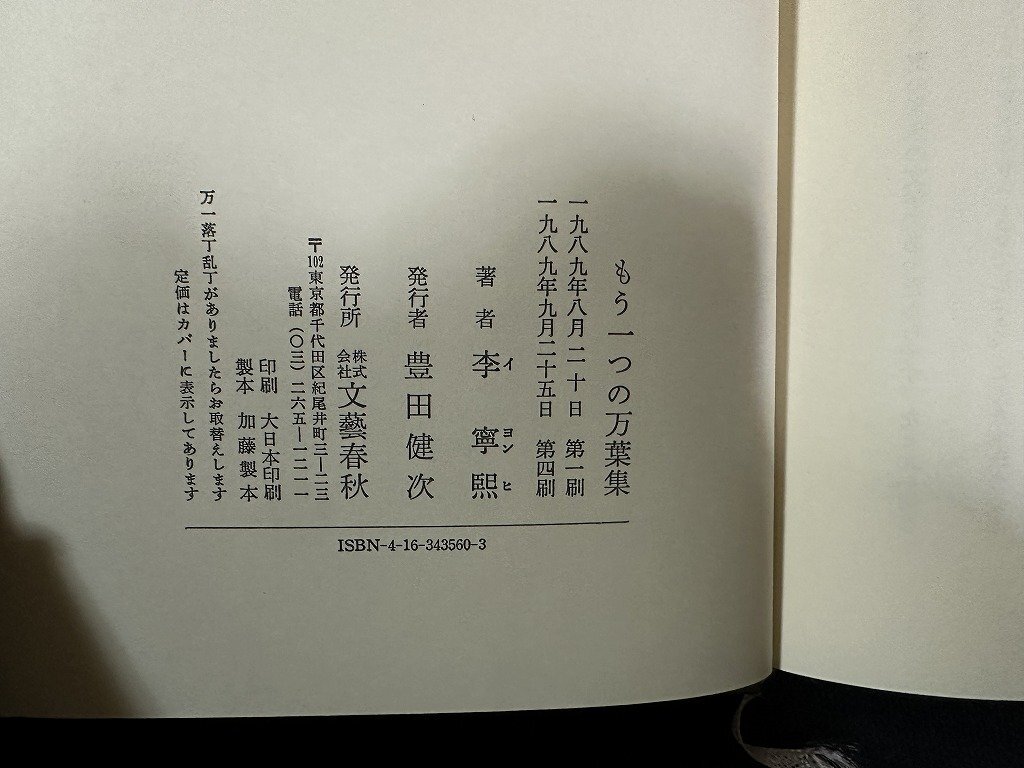 もう一つの万葉集
一九八九年八月二十日　第一刷
一九八九年九月二十五日　第四刷
著者　李寧熙
イ　ヨン　ヒ
発行者　豊田健次
発行所　株式会社文藝春秋
〒102東京都千代田区紀尾井町三―二三
電話（〇三）二六五―一二一一
印刷　大日本印刷
製本　加藤製本
万一落丁乱丁がありましたらお取替えします
定価はカバーに表示してあります
ISBN-4-16-343560-3